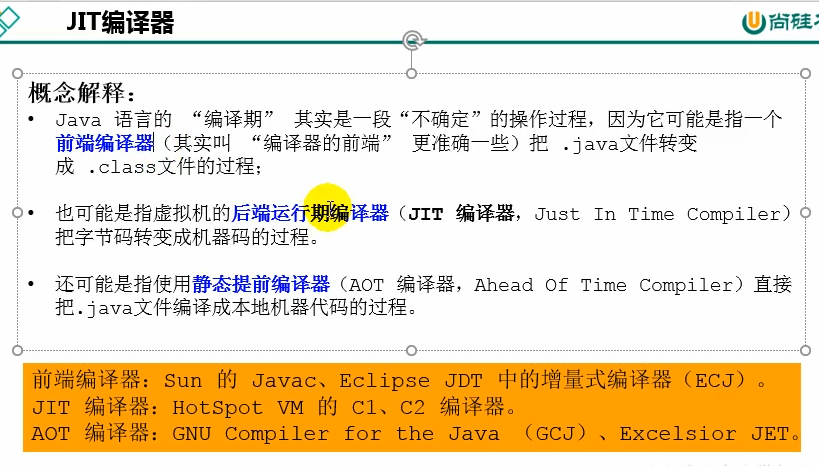 JIT编译器
尚硅
概念解释：
• Java 语言的 “编译期” 其实是一段“不确定”的操作过程，因为它可能是指一个
前端编译器（其实叫 “编译器的前端” 更准确一些）把 .java文件转变
成 .class文件的过程；
• 也可能是指虚拟机的后端运行期编译器（JIT 编译器，Just In Time Compiler）
把字节码转变成机器码的过程。
• 还可能是指使用静态提前编译器（AOT 编译器，Ahead Of Time Compiler）直接
把.java文件编译成本地机器代码的过程。
前端编译器：Sun 的 Javac、Eclipse JDT 中的增量式编译器（ECJ）。
JIT 编译器：HotSpot VM 的 C1、C2 编译器。
AOT 编译器：GNU Compiler for the Java （GCJ）、Excelsior JET。